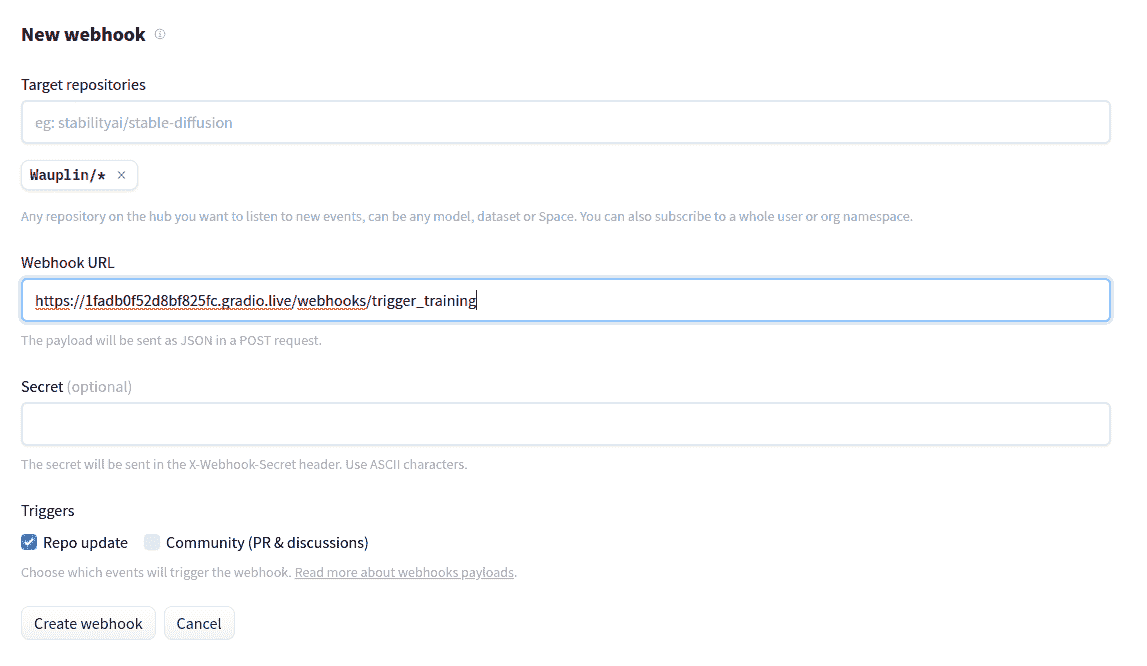 New webhook
Target repositories
eg: stabilityai/stable-diffusion
Wauplin/* ×
Any repository on the hub you want to listen to new events, can be any model, dataset or Space. You can also subscribe to a whole user or org namespace.
Webhook URL
https://1fadb0f52d8bf825fc.gradio.live/webhooks/trigger_training
The payload will be sent as JSON in a POST request.
Secret (optional)
The secret will be sent in the X-Webhook-Secret header. Use ASCII characters.
Triggers
Repo update Community (PR & discussions)
Choose which events will trigger the webhook. Read more about webhooks payloads.
Create webhook Cancel